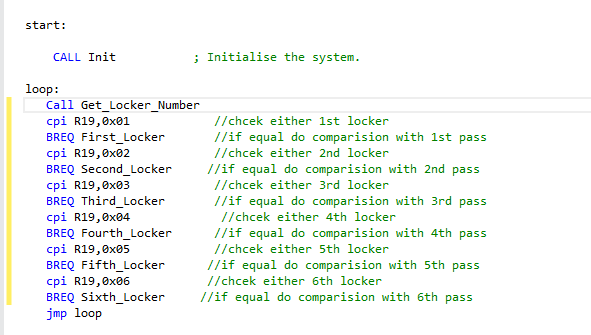 start:
CALL Init ; Initialise the system.
loop:
Call Get_Locker_Number
cpi R19,0x01 //chcek either 1st locker
BREQ First_Locker //if equal do comparision with 1st pass
cpi R19,0x02 //chcek either 2nd locker
BREQ Second_Locker //if equal do comparision with 2nd pass
cpi R19,0x03 //chcek either 3rd locker
BREQ Third_Locker //if equal do comparision with 3rd pass
cpi R19,0x04 //chcek either 4th locker
BREQ Fourth_Locker //if equal do comparision with 4th pass
cpi R19,0x05 //chcek either 5th locker
BREQ Fifth_Locker //if equal do comparision with 5th pass
cpi R19,0x06 //chcek either 6th locker
BREQ Sixth_Locker //if equal do comparision with 6th pass
jmp loop